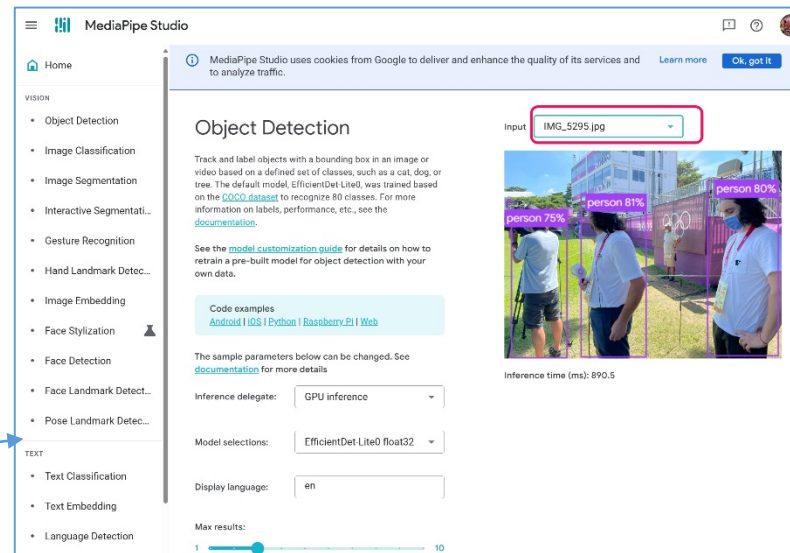 MediaPipe Studio
MediaPipe Studio uses cookies from Google to deliver and enhance the quality of its services and
to analyze traffic.
Learn more
Ok, got it
Home
VISION
Object Detection
Image Classification
Image Segmentation
Interactive Segmentati...
Gesture Recognition
Hand Landmark Detec...
Image Embedding
Face Stylization
Face Detection
Face Landmark Detect...
Pose Landmark Detec...
TEXT
Text Classification
Text Embedding
Language Detection
Object Detection
Track and label objects with a bounding box in an image or
video based on a defined set of classes, such as a cat, dog, or
tree. The default model, EfficientDet-Lite0, was trained based
on the COCO dataset to recognize 80 classes. For more
information on labels, performance, etc., see the
documentation.
See the model customization guide for details on how to
retrain a pre-built model for object detection with your
own data.
Code examples
Android | iOS | Python | Raspberry Pi | Web
The sample parameters below can be changed. See
documentation for more details
Inference delegate: GPU inference
Model selections: EfficientDet-Lite0 float32
Display language: en
Max results:
1 10
Input IMG_5295.jpg
person 75%
person 81%
person 80%
Inference time (ms): 890.5